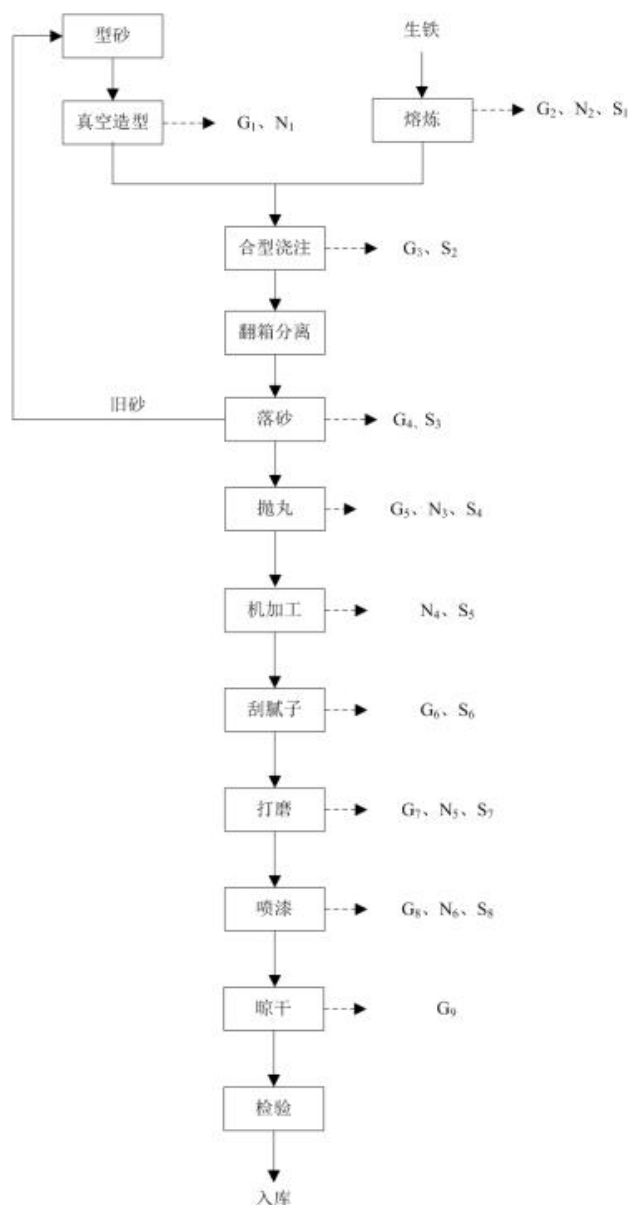 型砂
生铁
真空造型
G₁、N₁
熔炼
G₂、N₂、S₁
合型浇注
G₃、S₂
翻箱分离
旧砂
落砂
G₄、S₃
抛丸
G₅、N₃、S₄
机加工
N₄、S₅
刮腻子
G₆、S₆
打磨
G₇、N₅、S₇
喷漆
G₈、N₆、S₈
晾干
G₉
检验
入库